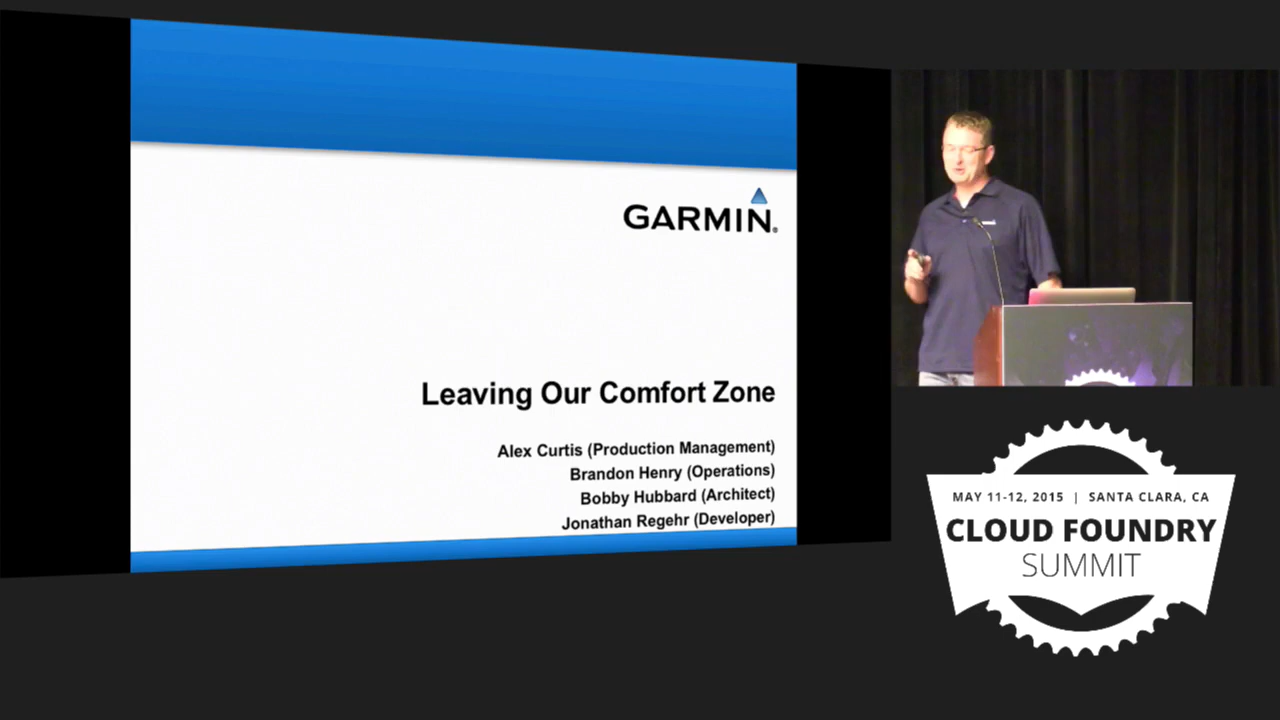 GARMIN®
Leaving Our Comfort Zone
Alex Curtis (Production Management)
Brandon Henry (Operations)
Bobby Hubbard (Architect)
Jonathan Regehr (Developer)
MAY 11-12, 2015 | SANTA CLARA, CA
CLOUD FOUNDRY
SUMMIT